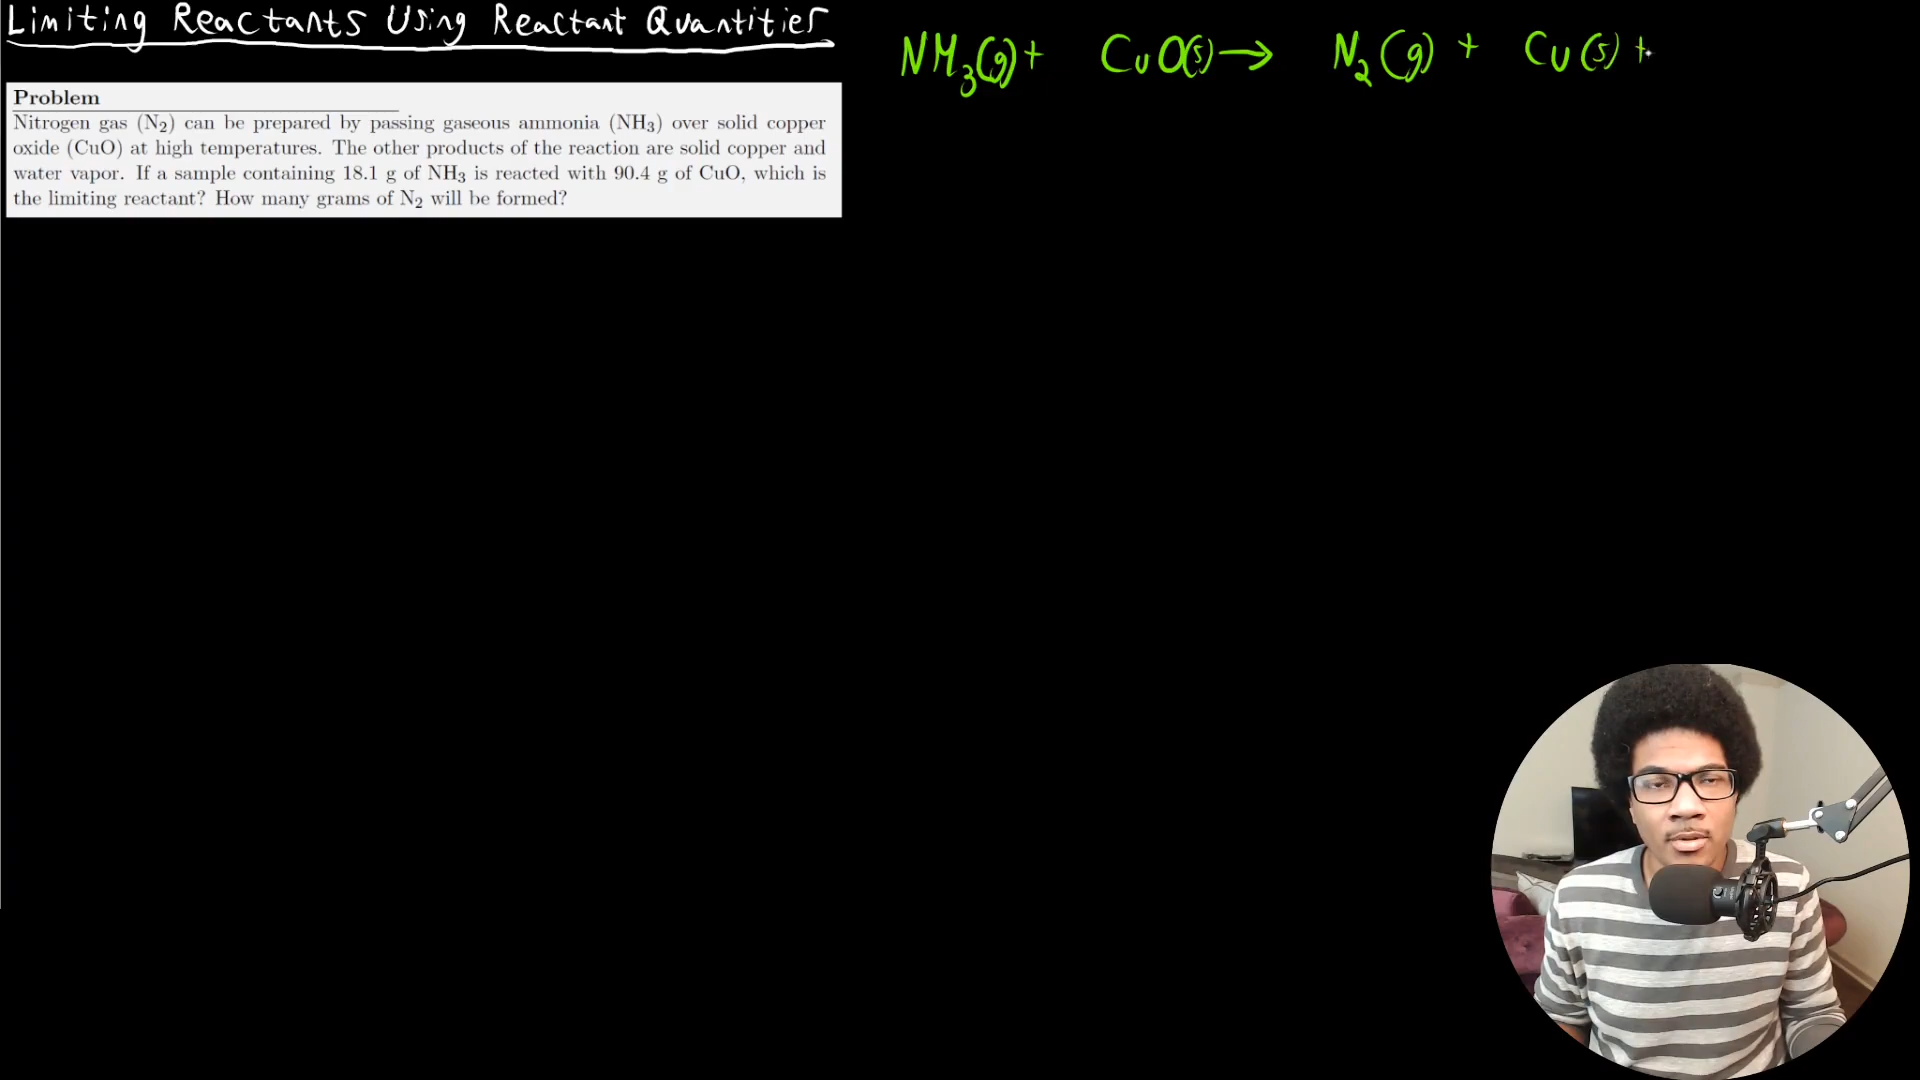 Limiting Reactants Using Reactant Quantities
NH₃(g) + CuO(s) → N₂(g) + Cu(s) +
Problem
Nitrogen gas (N₂) can be prepared by passing gaseous ammonia (NH₃) over solid copper
oxide (CuO) at high temperatures. The other products of the reaction are solid copper and
water vapor. If a sample containing 18.1 g of NH₃ is reacted with 90.4 g of CuO, which is
the limiting reactant? How many grams of N₂ will be formed?